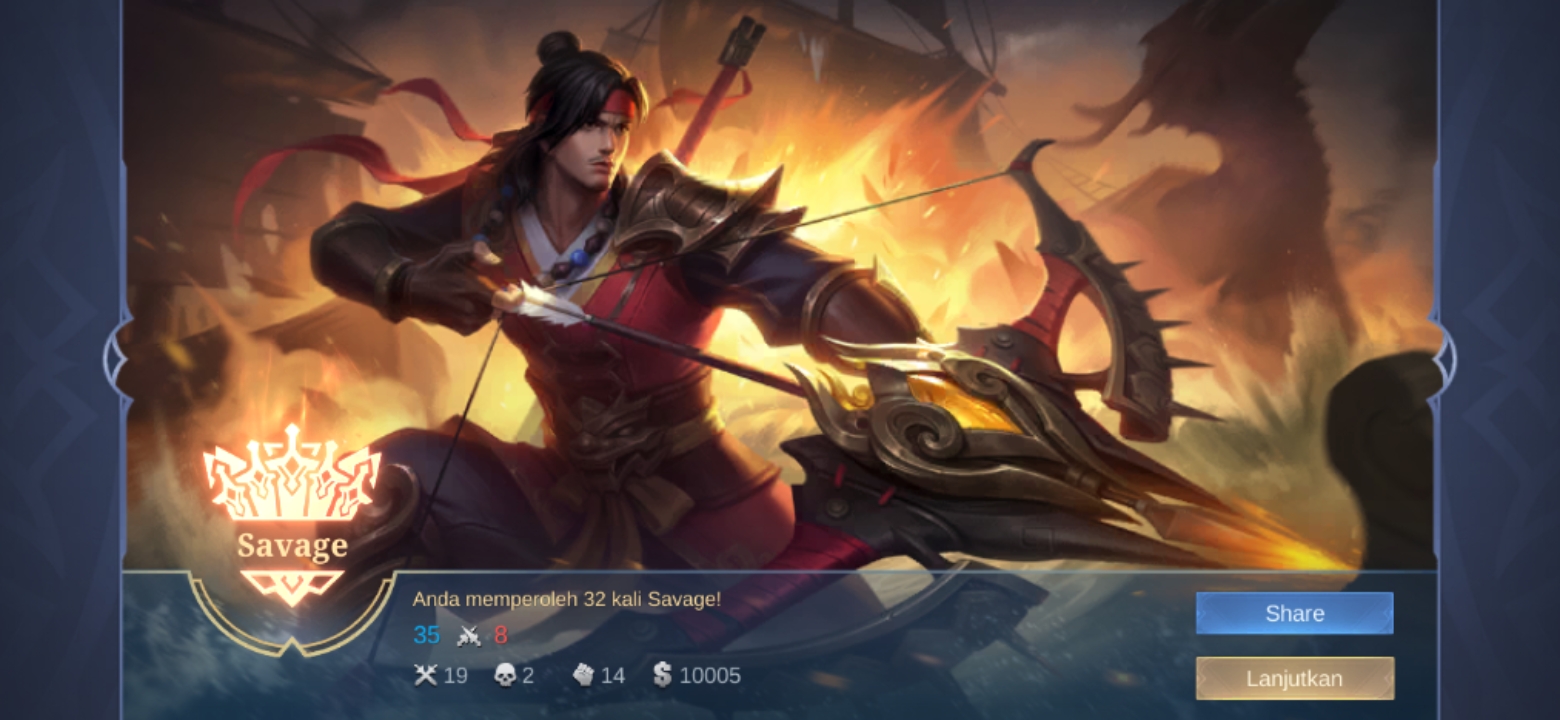 Savage
Anda memperoleh 32 kali Savage!
35 8
19 2 14 10005
Share
Lanjutkan